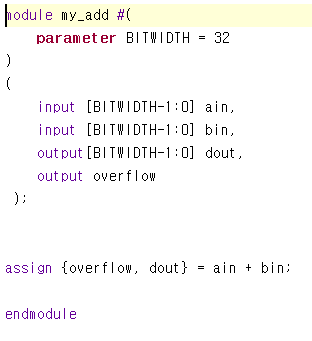 module my_add #(
parameter BITWIDTH = 32
)
(
input [BITWIDTH-1:0] ain,
input [BITWIDTH-1:0] bin,
output[BITWIDTH-1:0] dout,
output overflow
);
assign {overflow, dout} = ain + bin;
endmodule